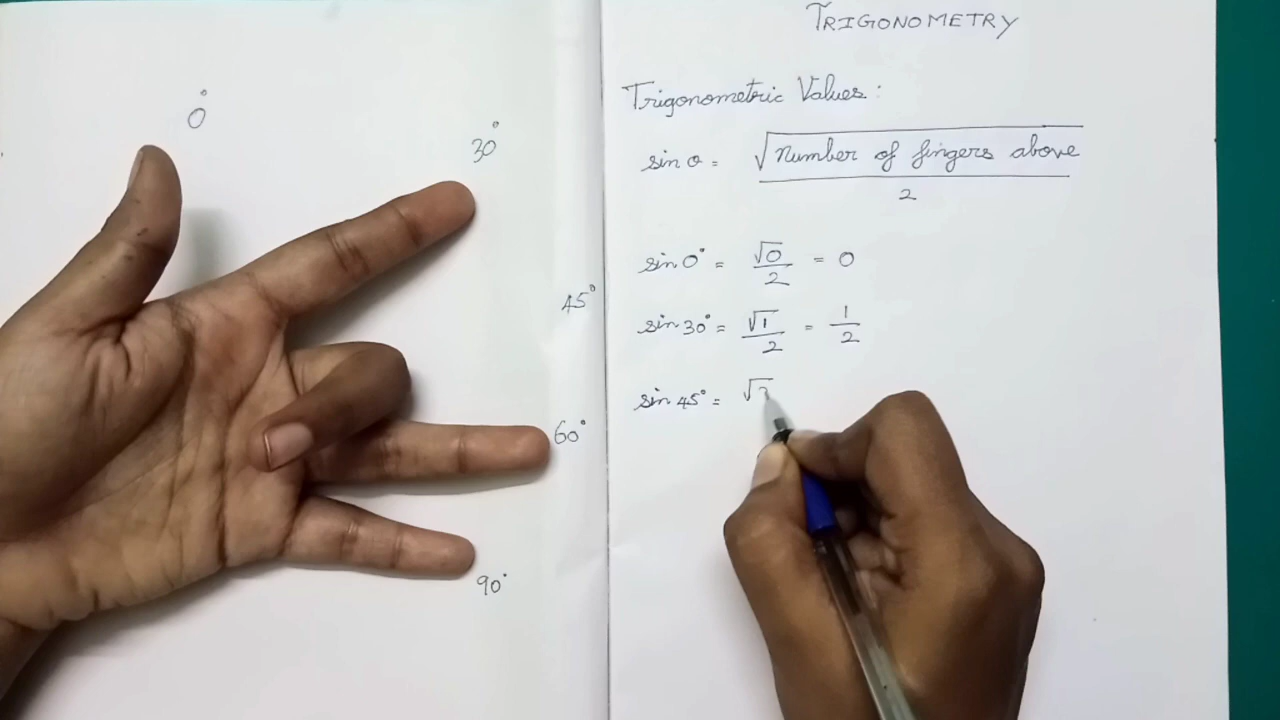 TRIGONOMETRY
Trigonometric Values :
sin θ = √Number of fingers above / 2
sin 0° = √0 / 2 = 0
sin 30° = √1 / 2 = 1 / 2
sin 45° = √2
0°
30°
45°
60°
90°